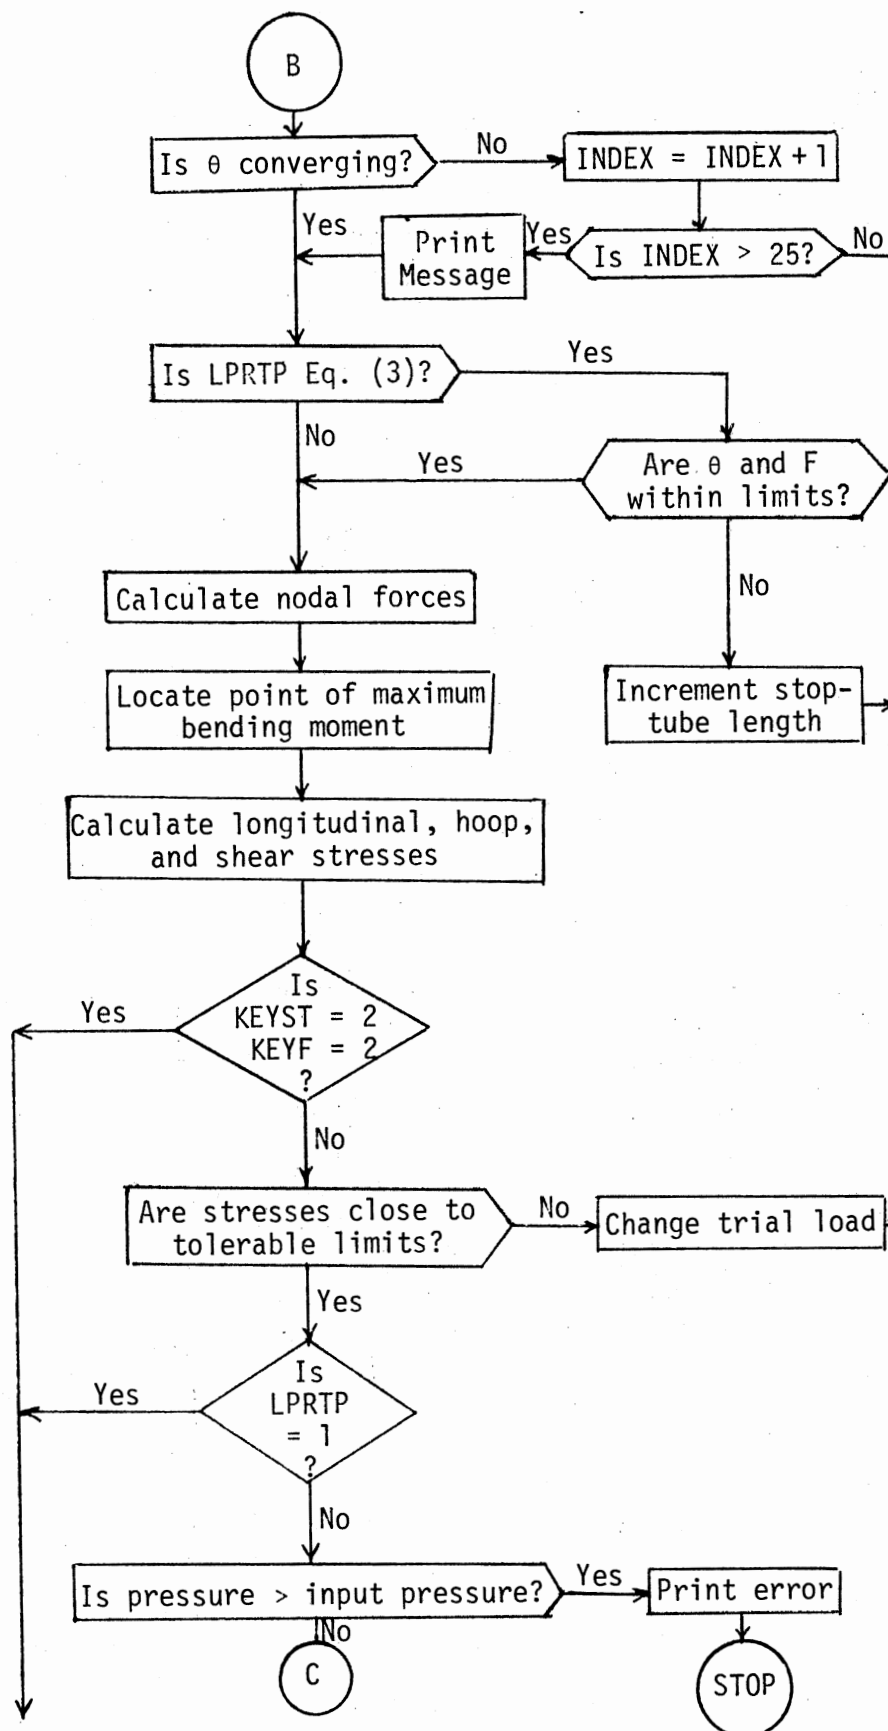 B
Is θ converging?
No
INDEX = INDEX + 1
Yes
Print
Message
Yes
Is INDEX > 25?
No
Is LPRTP Eq. (3)?
Yes
No
Yes
Are θ and F
within limits?
No
Calculate nodal forces
Locate point of maximum
bending moment
Increment stop-
tube length
Calculate longitudinal, hoop,
and shear stresses
Is
KEYST = 2
KEYF = 2
?
Yes
No
Are stresses close to
tolerable limits?
No
Change trial load
Yes
Is
LPRTP
= 1
?
Yes
No
Is pressure > input pressure?
Yes
Print error
No
C
STOP